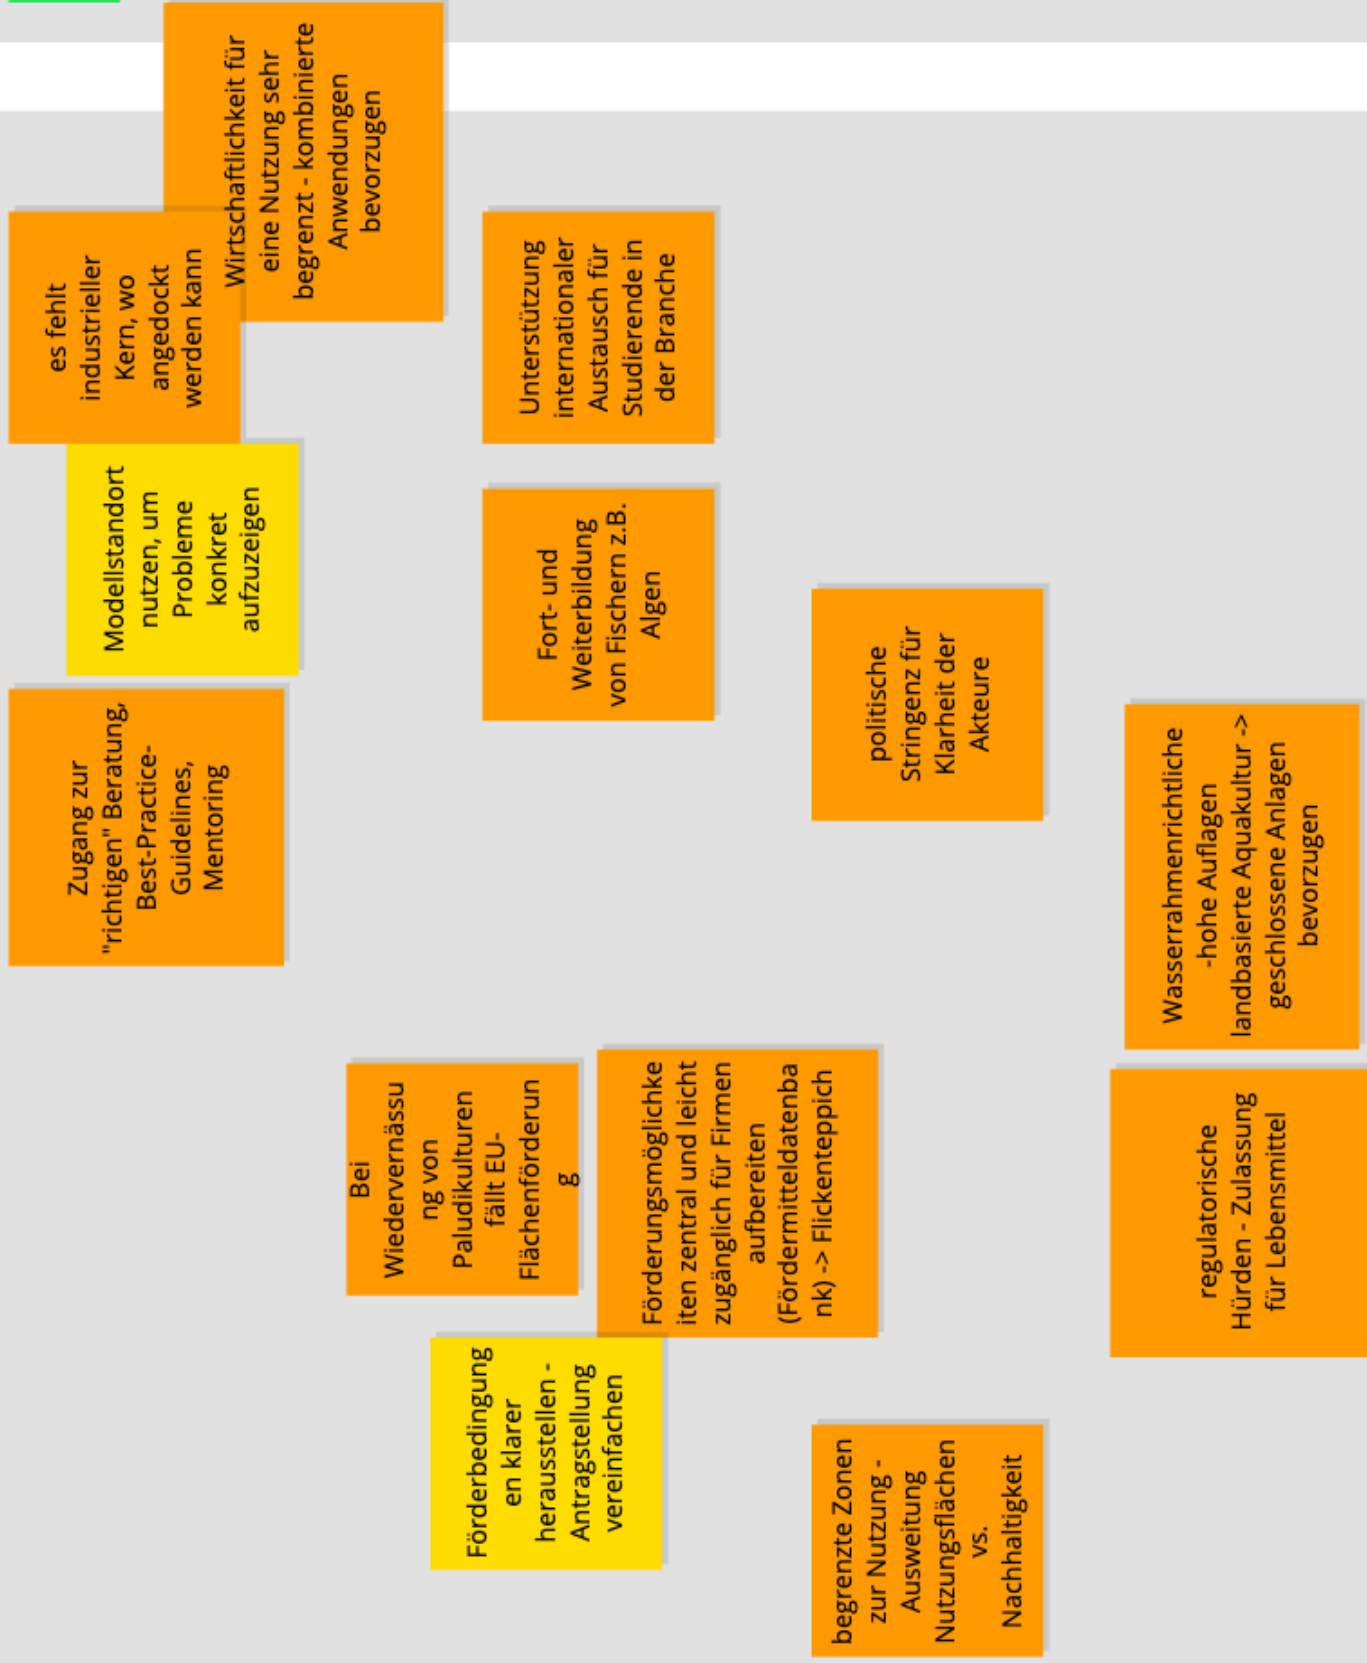 Zugang zur
"richtigen" Beratung,
Best-Practice-
Guidelines,
Mentoring
Modellstandort
nutzen, um
Probleme
konkret
aufzuzeigen
es fehlt
industrieller
Kern, wo
angedockt
werden kann
Wirtschaftlichkeit für
eine Nutzung sehr
begrenzt - kombinierte
Anwendungen
bevorzugen
Förderbedingung
en klarer
herausstellen -
Antragstellung
vereinfachen
Bei
Wiedervernässu
ng von
Paludikulturen
fällt EU-
Flächenförderun
g
Förderungsmöglichke
iten zentral und leicht
zugänglich für Firmen
aufbereiten
(Fördermitteldatenba
nk) -> Flickenteppich
Fort- und
Weiterbildung
von Fischern z.B.
Algen
Unterstützung
internationaler
Austausch für
Studierende in
der Branche
begrenzte Zonen
zur Nutzung -
Ausweitung
Nutzungsflächen
vs.
Nachhaltigkeit
politische
Stringenz für
Klarheit der
Akteure
regulatorische
Hürden - Zulassung
für Lebensmittel
Wasserrahmenrichtliche
-hohe Auflagen
landbasierte Aquakultur ->
geschlossene Anlagen
bevorzugen